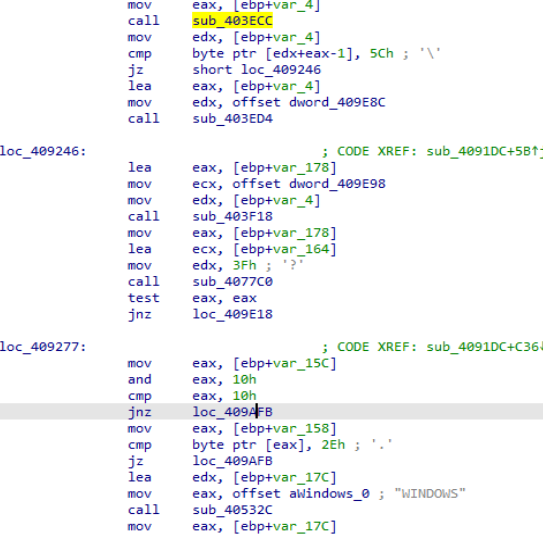 mov eax, [ebp+var_4]
call sub_403ECC
mov edx, [ebp+var_4]
cmp byte ptr [edx+eax-1], 5Ch ; '\'
jz short loc_409246
lea eax, [ebp+var_4]
mov edx, offset dword_409E8C
call sub_403ED4
loc_409246: ; CODE XREF: sub_4091DC+5B↑j
lea eax, [ebp+var_178]
mov ecx, offset dword_409E98
mov edx, [ebp+var_4]
call sub_403F18
mov eax, [ebp+var_178]
lea ecx, [ebp+var_164]
mov edx, 3Fh ; '?'
call sub_4077C0
test eax, eax
jnz loc_409E18
loc_409277: ; CODE XREF: sub_4091DC+C36↓
mov eax, [ebp+var_15C]
and eax, 10h
cmp eax, 10h
jnz loc_409AFB
mov eax, [ebp+var_158]
cmp byte ptr [eax], 2Eh ; '.'
jz loc_409AFB
lea edx, [ebp+var_17C]
mov eax, offset aWindows_0 ; "WINDOWS"
call sub_40532C
mov eax, [ebp+var_17C]